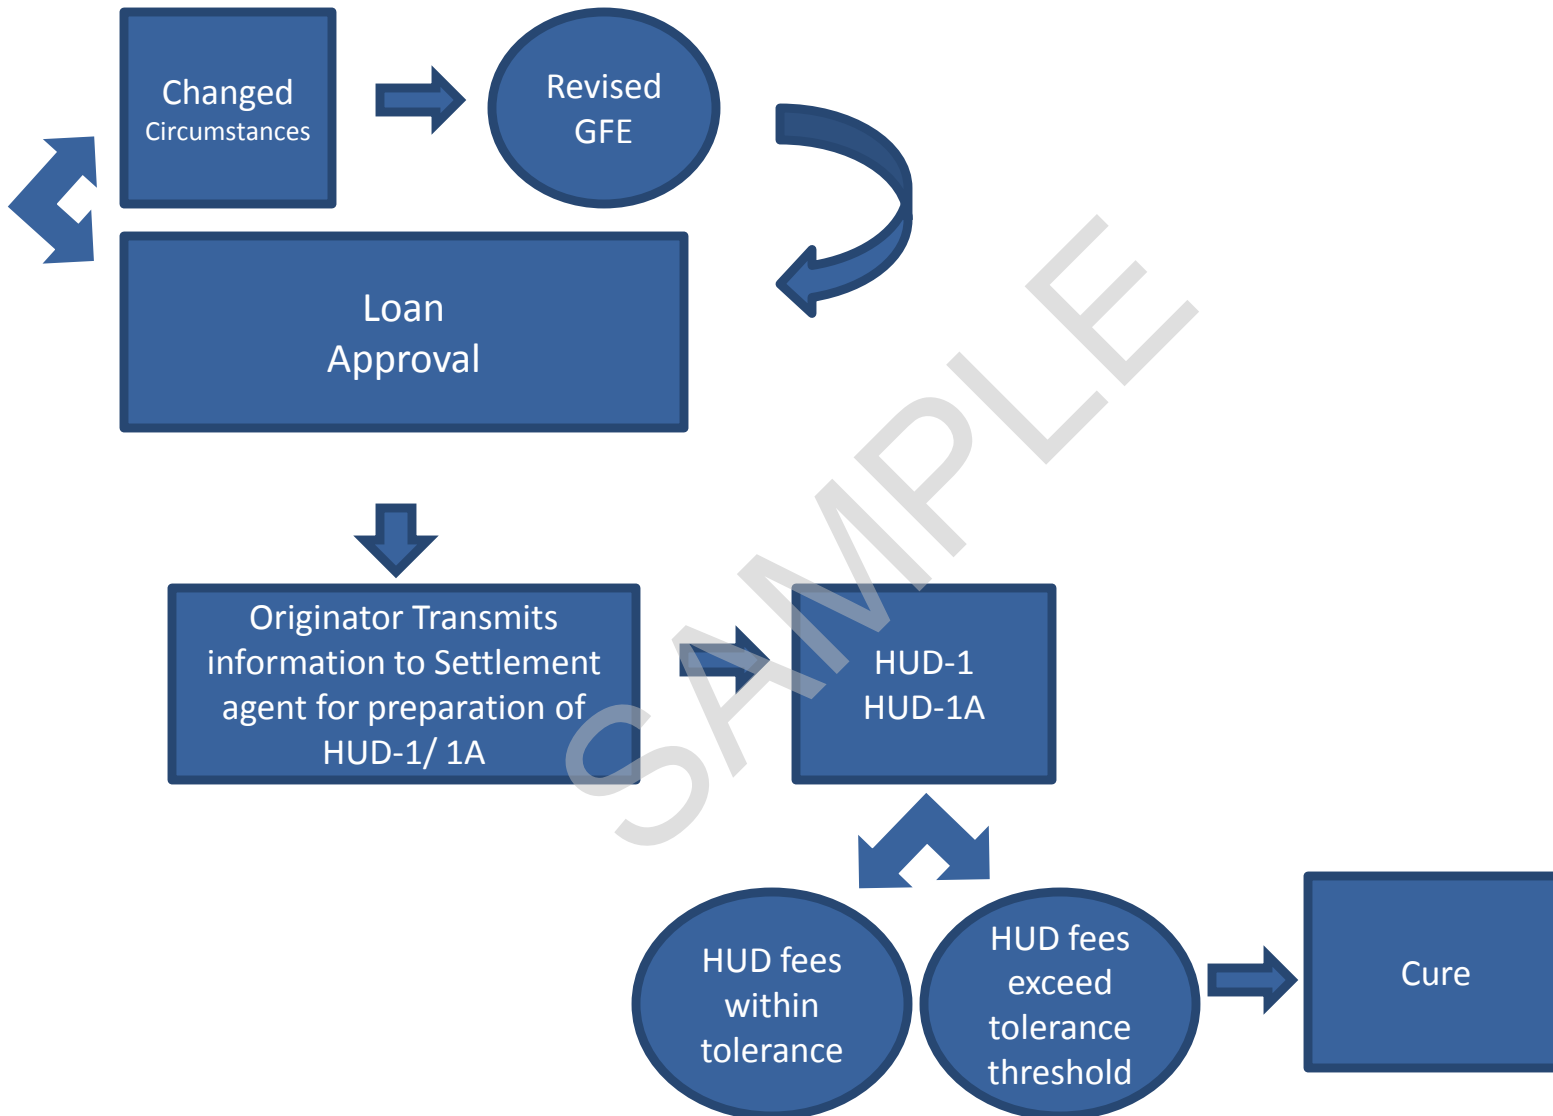 Changed
Circumstances
Revised
GFE
Loan
Approval
Originator Transmits
information to Settlement
agent for preparation of
HUD-1/ 1A
HUD-1
HUD-1A
HUD fees
within
tolerance
HUD fees
exceed
tolerance
threshold
Cure
SAMPLE